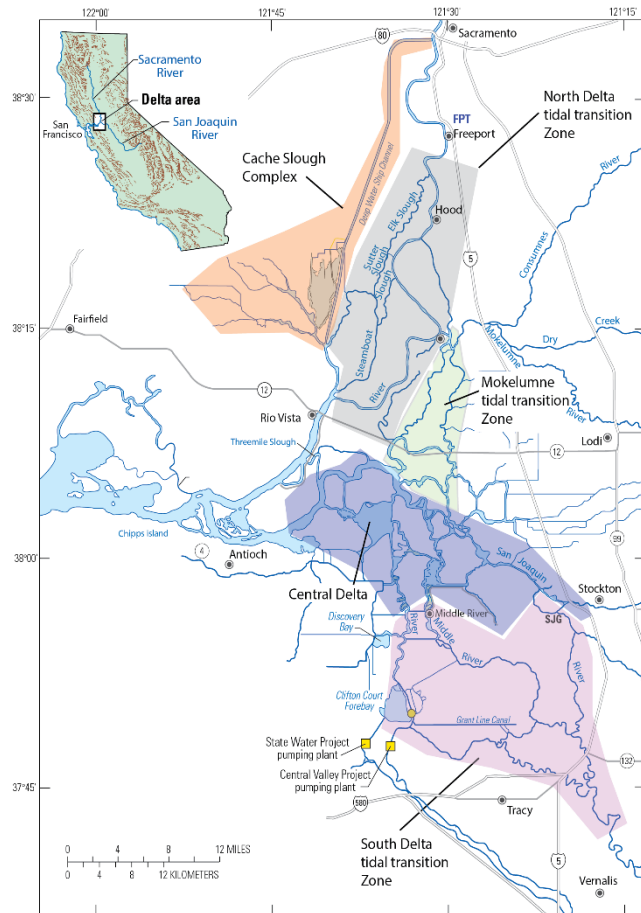 122°00'
121°45'
121°30'
121°15'
Sacramento
River
Delta area
San
Francisco
San Joaquin
River
80
Sacramento
38°30'
FPT
Freeport
North Delta
tidal transition
Zone
Cache Slough
Complex
Deep Water Ship Channel
Elk Slough
Hood
Sutter
Slough
Steamboat
Slough
River
5
Consumnes
River
38°15'
Fairfield
Dry
Creek
Mokelumne
River
Mokelumne
tidal transition
Zone
12
Rio Vista
Lodi
12
Threemile Slough
Chipps island
99
4
Antioch
38°00'
San Joaquin
Stockton
Central Delta
Middle River
SJG
Discovery
Bay
River
Middle
River
River
Clifton Court
Forebay
Grant Line Canal
State Water Project
pumping plant
Central Valley Project
pumping plant
132
37°45'
580
Tracy
South Delta
tidal transition
Zone
5
Vernalis
0 4 8 12 MILES
0 4 8 12 KILOMETERS